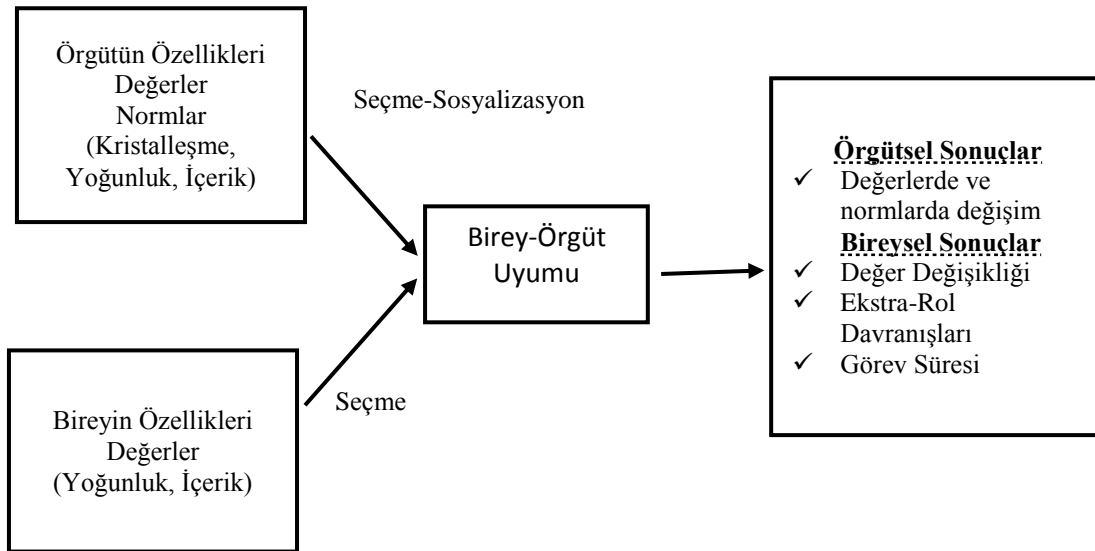 Örgütün Özellikleri
Değerler
Normlar
(Kristalleşme,
Yoğunluk, İçerik)
Seçme-Sosyalizasyon
Bireyin Özellikleri
Değerler
(Yoğunluk, İçerik)
Seçme
Birey-Örgüt
Uyumu
Örgütsel Sonuçlar
✓ Değerlerde ve
normlarda değişim
Bireysel Sonuçlar
✓ Değer Değişikliği
✓ Ekstra-Rol
Davranışları
✓ Görev Süresi